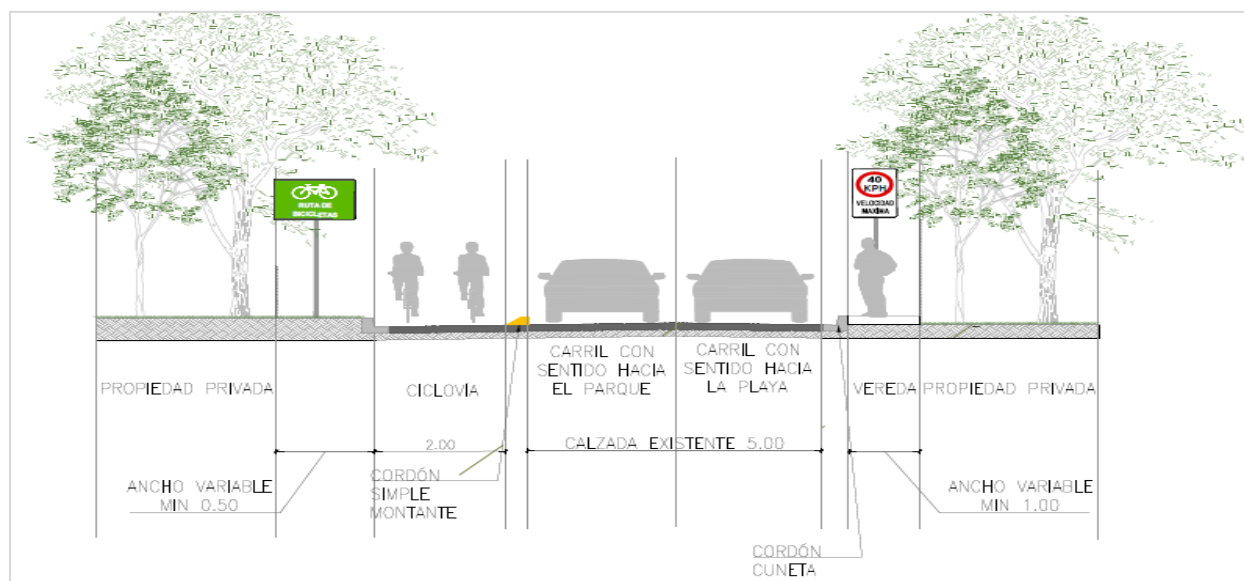 RUTA DE
BICICLETAS
40
KPH
VELOCIDAD
MAXIMA
CARRIL CON
SENTIDO HACIA
EL PARQUE
CARRIL CON
SENTIDO HACIA
LA PLAYA
PROPIEDAD PRIVADA
CICLOVIA
VEREDA
PROPIEDAD PRIVADA
2.00
CALZADA EXISTENTE 5.00
CORDÓN
SIMPLE
MONTANTE
ANCHO VARIABLE
MIN 0.50
ANCHO VARIABLE
MIN 1.00
CORDÓN
CUNETA